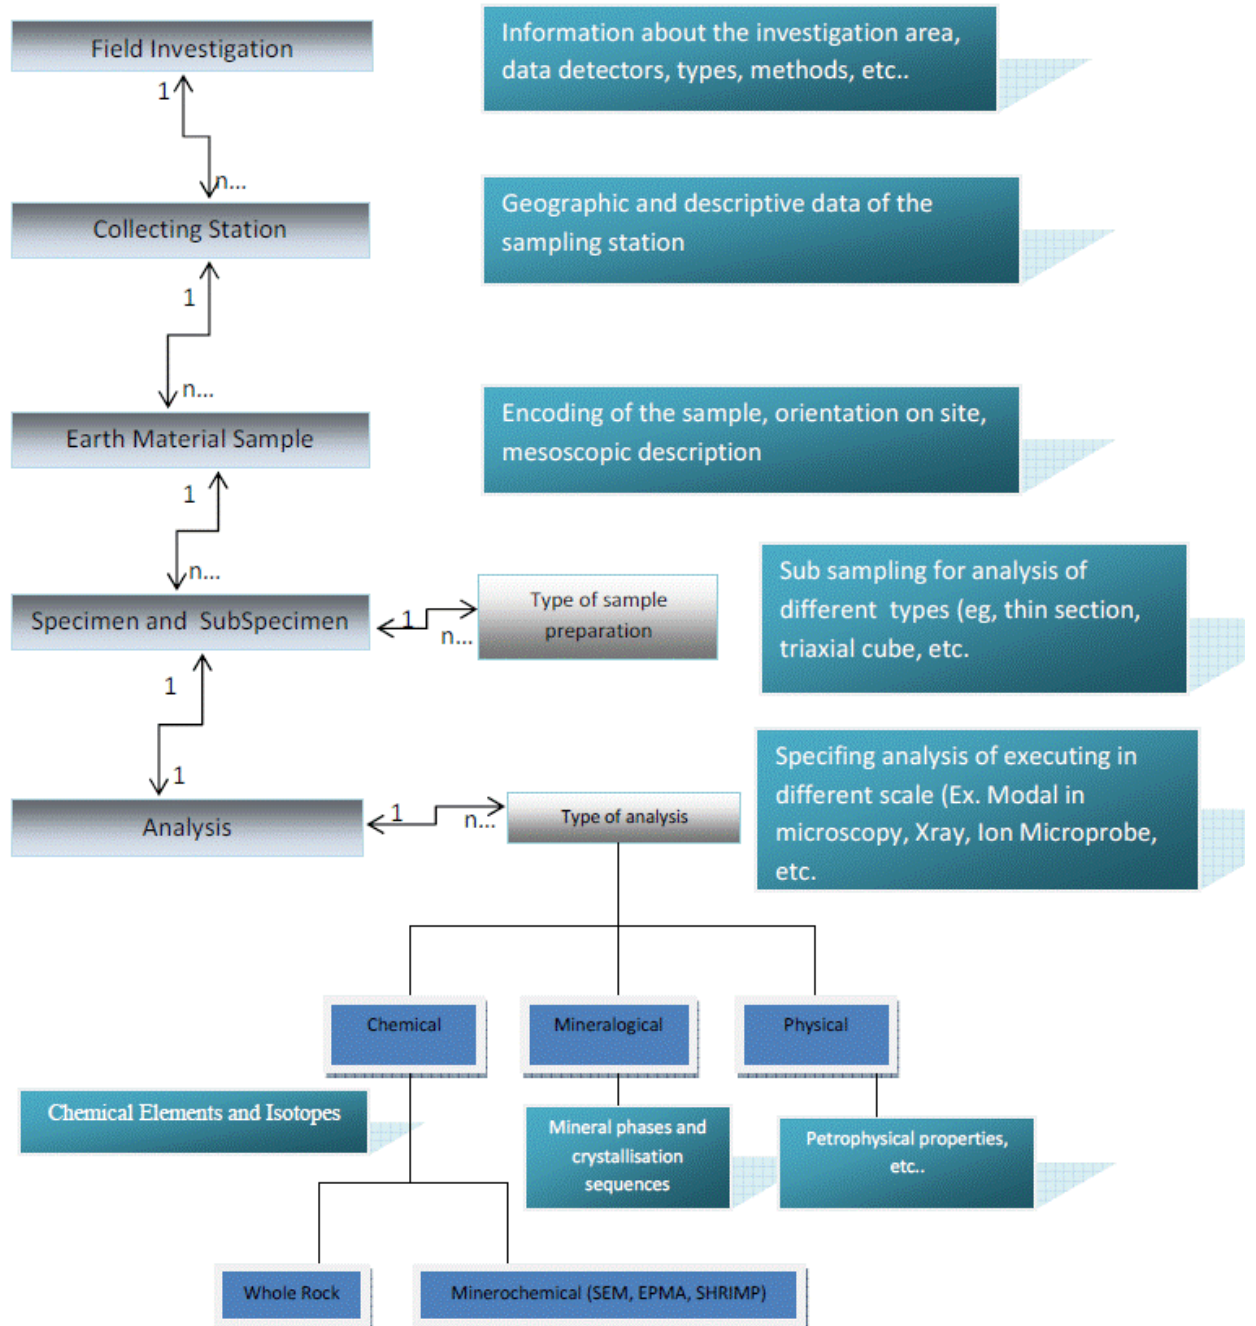 Field Investigation
Information about the investigation area,
data detectors, types, methods, etc..
1
n...
Collecting Station
Geographic and descriptive data of the
sampling station
1
n...
Earth Material Sample
Encoding of the sample, orientation on site,
mesoscopic description
1
n...
Specimen and SubSpecimen
1
n...
Type of sample
preparation
Sub sampling for analysis of
different types (eg, thin section,
triaxial cube, etc.
1
1
Analysis
1
n...
Type of analysis
Specifing analysis of executing in
different scale (Ex. Modal in
microscopy, Xray, Ion Microprobe,
etc.
Chemical
Mineralogical
Physical
Chemical Elements and Isotopes
Mineral phases and
crystallisation
sequences
Petrophysical properties,
etc..
Whole Rock
Minerochemical (SEM, EPMA, SHRIMP)